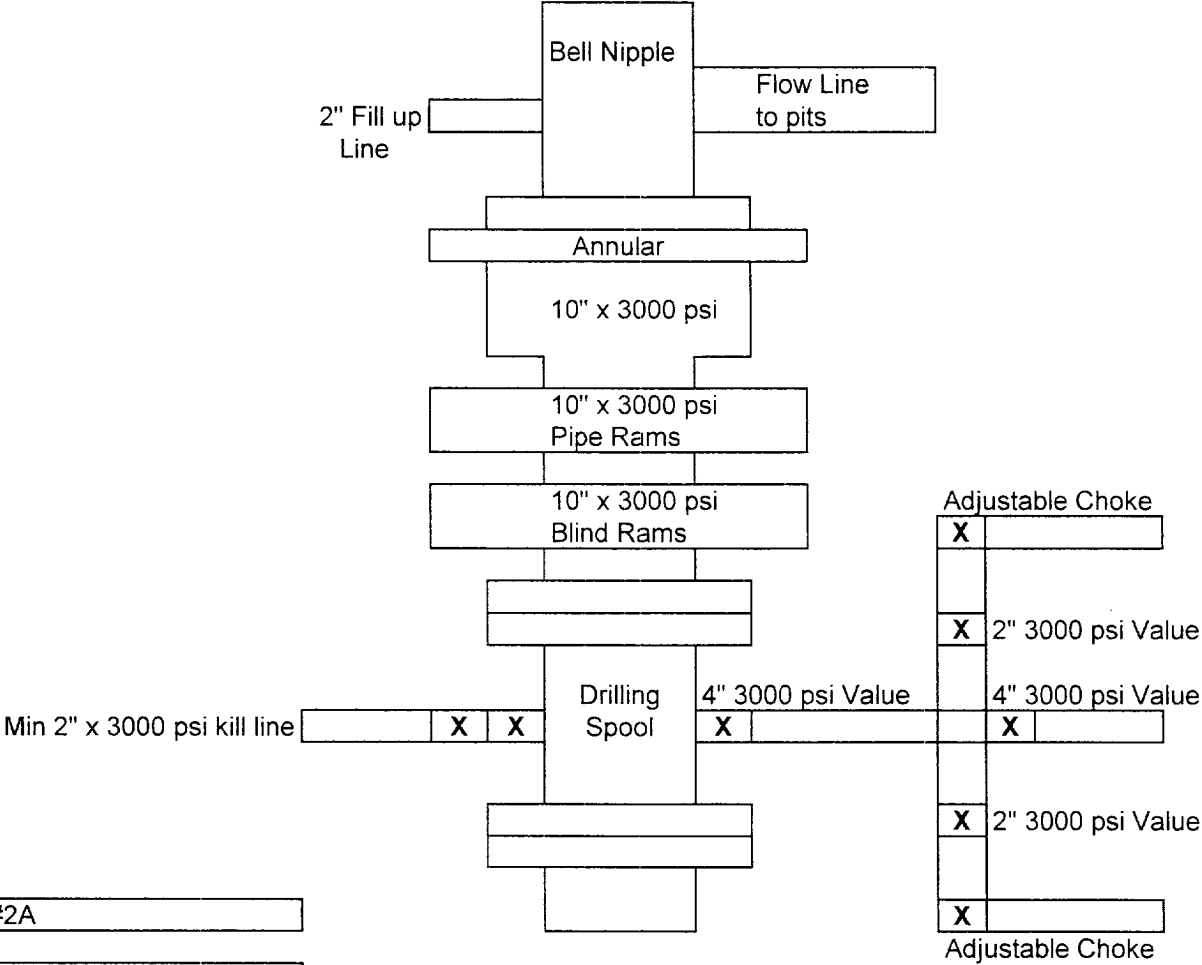 Bell Nipple
Flow Line
to pits
2" Fill up
Line
Annular
10" x 3000 psi
10" x 3000 psi
Pipe Rams
10" x 3000 psi
Blind Rams
Adjustable Choke
X
X 2" 3000 psi Value
Drilling
Spool
4" 3000 psi Value
4" 3000 psi Value
Min 2" x 3000 psi kill line
X X
X
X
X 2" 3000 psi Value
#2A
X
Adjustable Choke